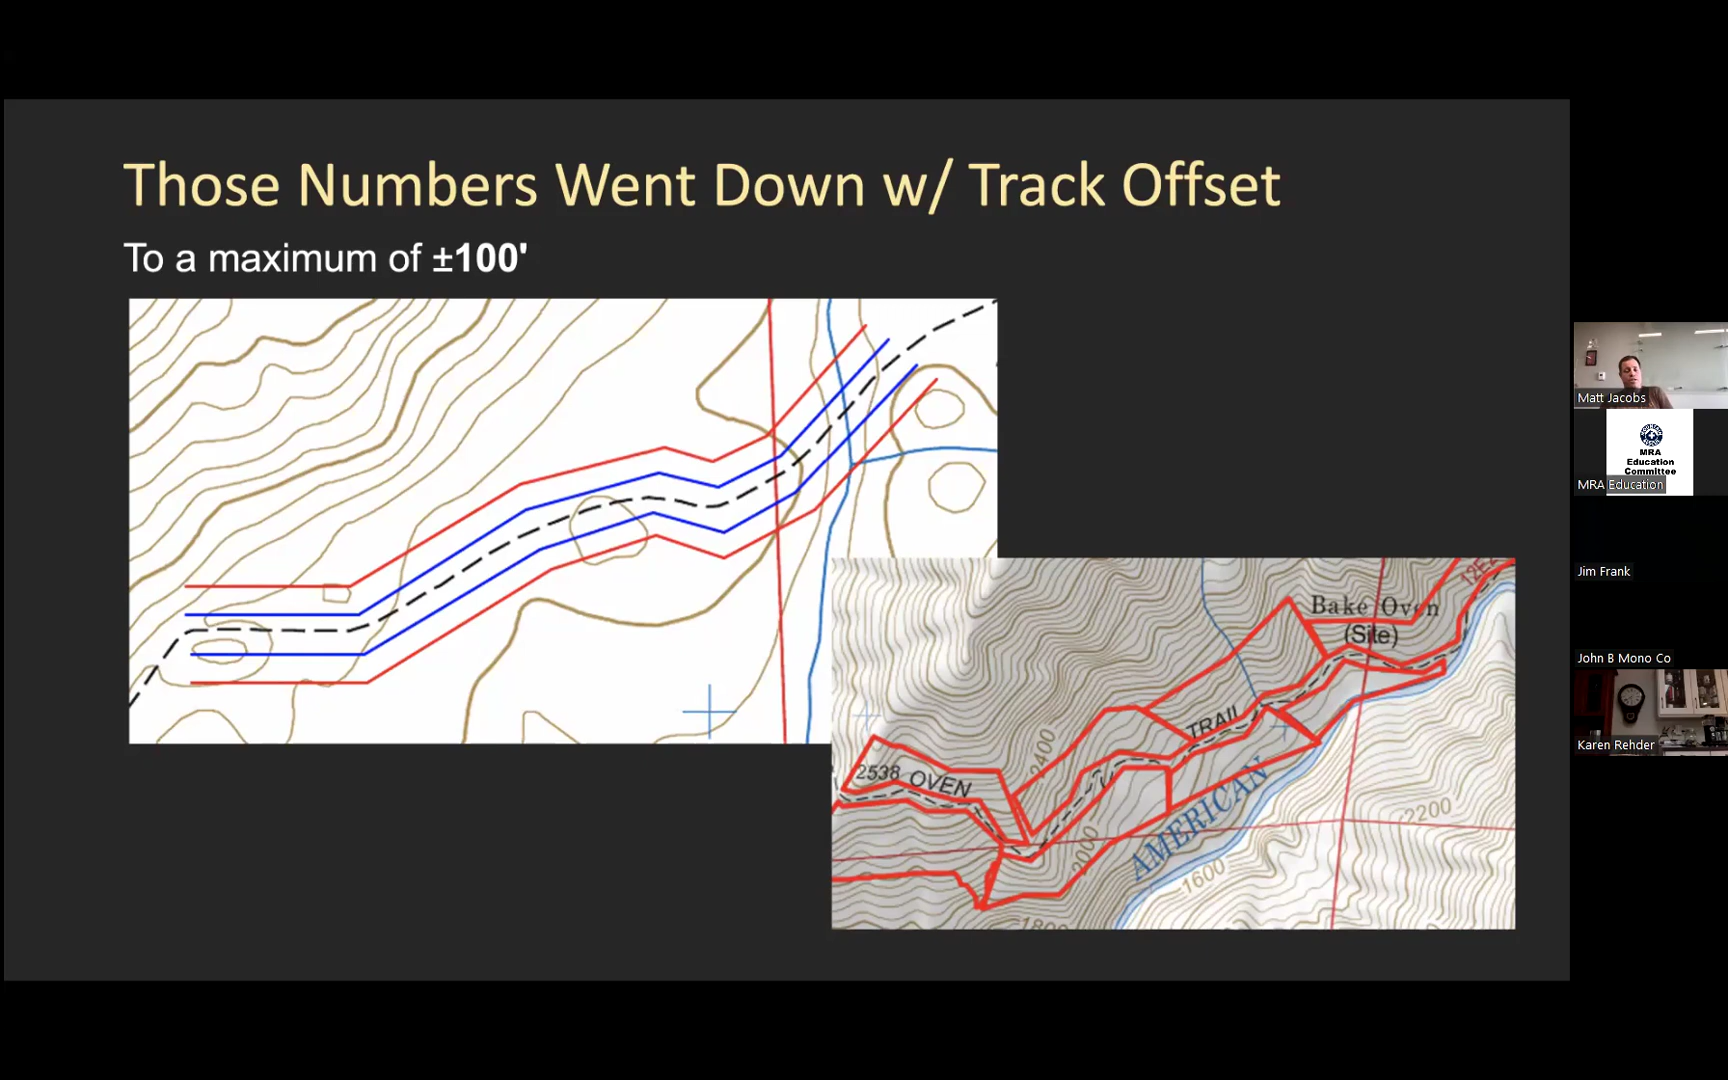 Those Numbers Went Down w/ Track Offset
To a maximum of ±100'
Bake Oven
(Site)
TRAIL
2400
2538 OVEN
2000
AMERICAN
2200
1600
1800
Matt Jacobs
MRA
Education
Committee
MRA Education
Jim Frank
John B Mono Co
Karen Rehder